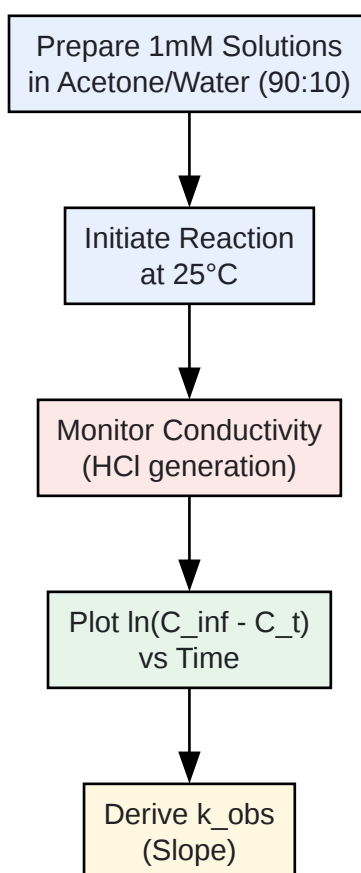 Prepare 1mM Solutions
in Acetone/Water (90:10)
Initiate Reaction
at 25°C
Monitor Conductivity
(HCl generation)
Plot ln(C_inf - C_t)
vs Time
Derive k_obs
(Slope)